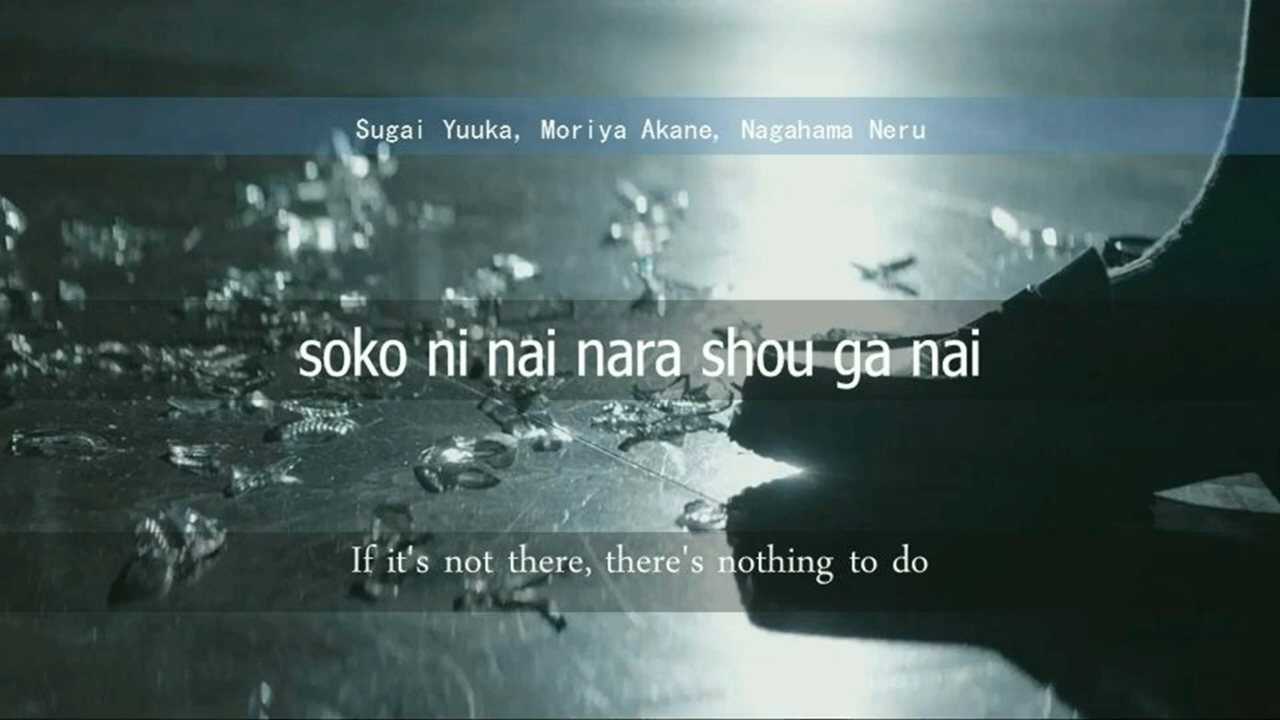 Sugai Yuuka, Moriya Akane, Nagahama Neru
soko ni nai nara shou ga nai
If it's not there, there's nothing to do